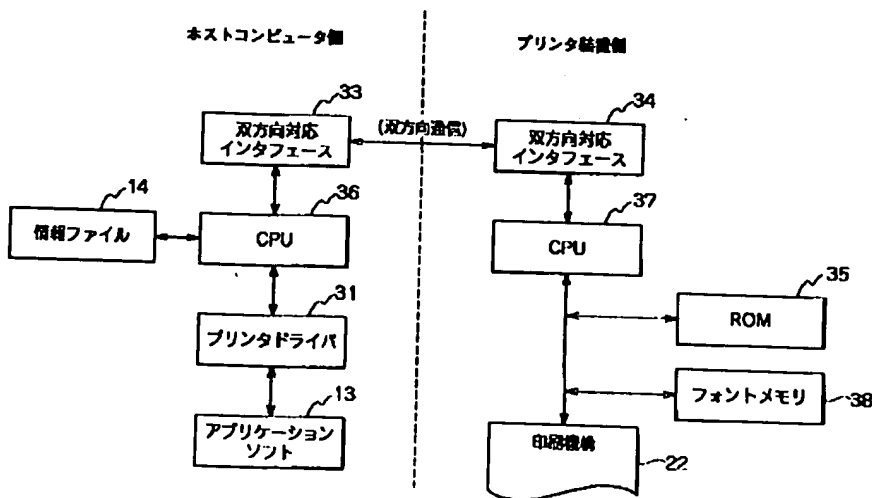 ホストコンピュータ側
プリンタ装置側
33
双方向対応
インタフェース
(双方向通信)
34
双方向対応
インタフェース
14
情報ファイル
36
CPU
37
CPU
31
プリンタドライバ
35
ROM
13
アプリケーション
ソフト
フォントメモリ
38
印刷機構
22